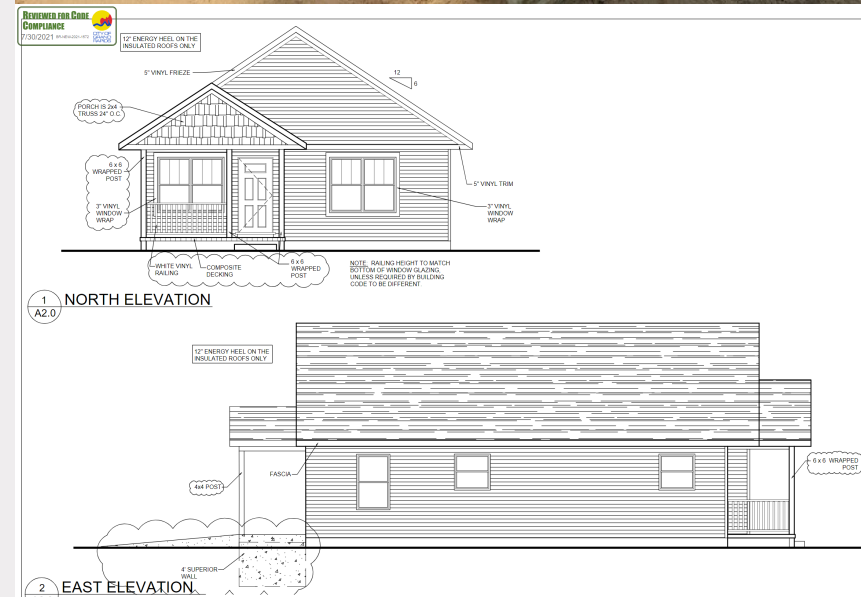 REVIEWED FOR CODE
COMPLIANCE
7/30/2021
CITY OF
GRAND
RAPIDS
12" ENERGY HEEL ON THE
INSULATED ROOFS ONLY
5" VINYL FRIEZE
12
6
PORCH IS 2x4
TRUSS 24" O.C.
6 x 6
WRAPPED
POST
3" VINYL
WINDOW
WRAP
5" VINYL TRIM
3" VINYL
WINDOW
WRAP
WHITE VINYL
RAILING
COMPOSITE
DECKING
6 x 6
WRAPPED
POST
NOTE: RAILING HEIGHT TO MATCH
BOTTOM OF WINDOW GLAZING,
UNLESS REQUIRED BY BUILDING
CODE TO BE DIFFERENT.
1
A2.0
NORTH ELEVATION
12" ENERGY HEEL ON THE
INSULATED ROOFS ONLY
FASCIA
4x4 POST
6 x 6 WRAPPED
POST
4' SUPERIOR
WALL
2
EAST ELEVATION